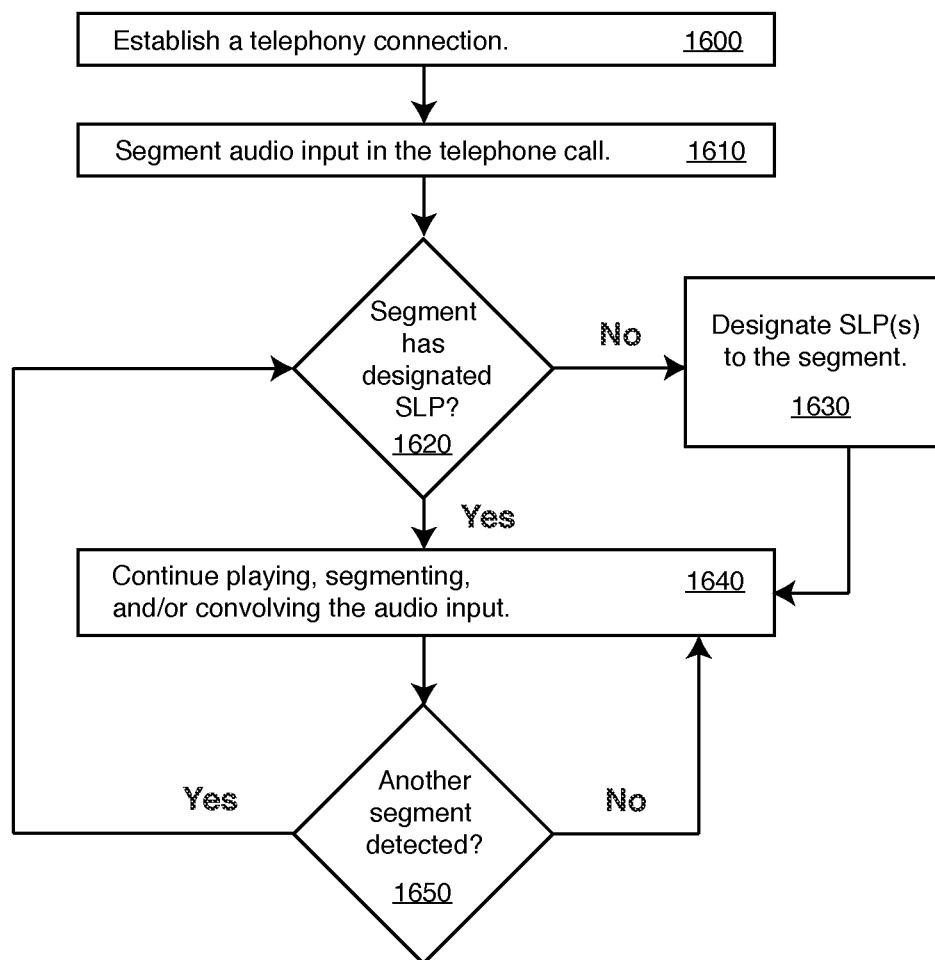 Establish a telephony connection. 1600
Segment audio input in the telephone call. 1610
Segment
has
designated
SLP?
1620
No
Designate SLP(s)
to the segment.
1630
Yes
Continue playing, segmenting, 1640
and/or convolving the audio input.
Another
segment
detected?
1650
Yes
No